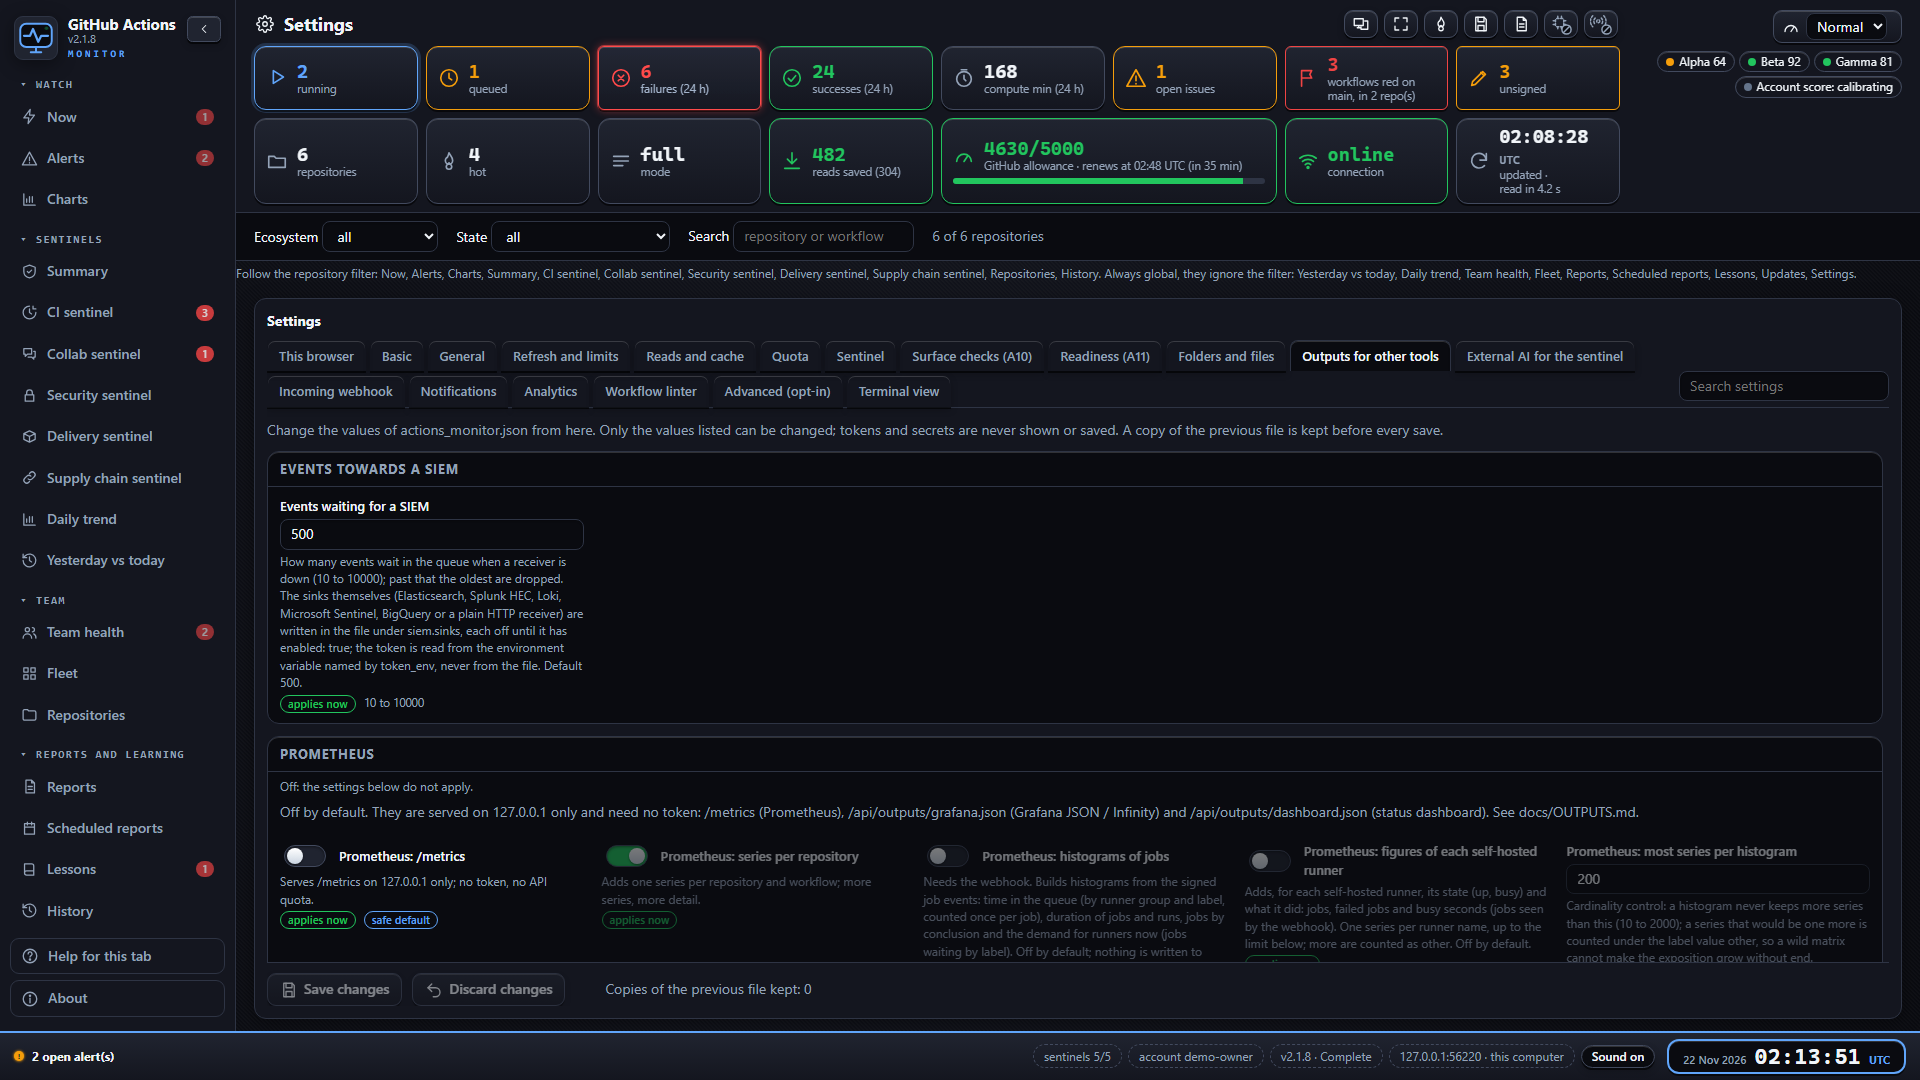 GitHub Actions
v2.1.8
MONITOR
WATCH
Now 1
Alerts 2
Charts
SENTINELS
Summary
CI sentinel 3
Collab sentinel 1
Security sentinel
Delivery sentinel
Supply chain sentinel
Daily trend
Yesterday vs today
TEAM
Team health 2
Fleet
Repositories
REPORTS AND LEARNING
Reports
Scheduled reports
Lessons 1
History
Help for this tab
About
Settings
Normal
2
running
1
queued
6
failures (24 h)
24
successes (24 h)
168
compute min (24 h)
1
open issues
3
workflows red on
main, in 2 repo(s)
3
unsigned
Alpha 64
Beta 92
Gamma 81
Account score: calibrating
6
repositories
4
hot
full
mode
482
reads saved (304)
4630/5000
GitHub allowance · renews at 02:48 UTC (in 35 min)
online
connection
02:08:28
UTC
updated ·
read in 4.2 s
Ecosystem all State all Search repository or workflow 6 of 6 repositories
Follow the repository filter: Now, Alerts, Charts, Summary, CI sentinel, Collab sentinel, Security sentinel, Delivery sentinel, Supply chain sentinel, Repositories, History. Always global, they ignore the filter: Yesterday vs today, Daily trend, Team health, Fleet, Reports, Scheduled reports, Lessons, Updates, Settings.
Settings
This browser Basic General Refresh and limits Reads and cache Quota Sentinel Surface checks (A10) Readiness (A11) Folders and files Outputs for other tools External AI for the sentinel
Incoming webhook Notifications Analytics Workflow linter Advanced (opt-in) Terminal view
Search settings
Change the values of actions_monitor.json from here. Only the values listed can be changed; tokens and secrets are never shown or saved. A copy of the previous file is kept before every save.
EVENTS TOWARDS A SIEM
Events waiting for a SIEM
500
How many events wait in the queue when a receiver is
down (10 to 10000); past that the oldest are dropped.
The sinks themselves (Elasticsearch, Splunk HEC, Loki,
Microsoft Sentinel, BigQuery or a plain HTTP receiver) are
written in the file under siem.sinks, each off until it has
enabled: true; the token is read from the environment
variable named by token_env, never from the file. Default
500.
applies now 10 to 10000
PROMETHEUS
Off: the settings below do not apply.
Off by default. They are served on 127.0.0.1 only and need no token: /metrics (Prometheus), /api/outputs/grafana.json (Grafana JSON / Infinity) and /api/outputs/dashboard.json (status dashboard). See docs/OUTPUTS.md.
Prometheus: /metrics
Serves /metrics on 127.0.0.1 only; no token, no API
quota.
applies now safe default
Prometheus: series per repository
Adds one series per repository and workflow; more
series, more detail.
applies now
Prometheus: histograms of jobs
Needs the webhook. Builds histograms from the signed
job events: time in the queue (by runner group and label,
counted once per job), duration of jobs and runs, jobs by
conclusion and the demand for runners now (jobs
waiting by label). Off by default; nothing is written to
Prometheus: figures of each self-hosted
runner
Adds, for each self-hosted runner, its state (up, busy) and
what it did: jobs, failed jobs and busy seconds (jobs seen
by the webhook). One series per runner name, up to the
limit below; more are counted as other. Off by default.
Prometheus: most series per histogram
200
Cardinality control: a histogram never keeps more series
than this (10 to 2000); a series that would be one more is
counted under the label value other, so a wild matrix
cannot make the exposition grow without end.
Save changes
Discard changes
Copies of the previous file kept: 0
2 open alert(s)
sentinels 5/5
account demo-owner
v2.1.8 · Complete
127.0.0.1:56220 · this computer
Sound on
22 Nov 2026 02:13:51 UTC